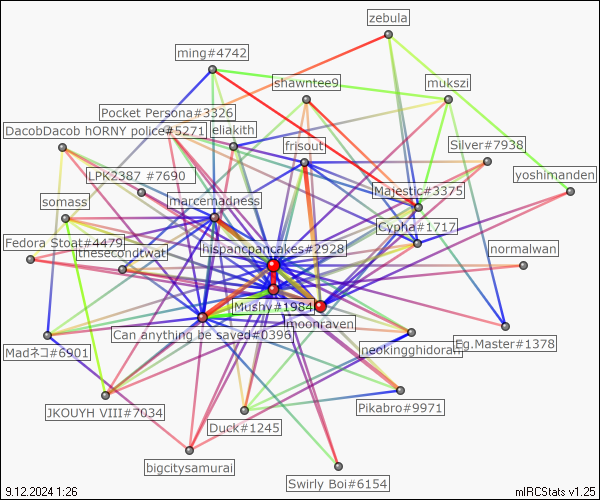 zebula
ming#4742
shawntee9
mukszi
Pocket Persona#3326
DacobDacob hORNY police#5271
eliakith
frisout
Silver#7938
LPK2387 #7690
Majestic#3375
yoshimanden
somass
marcemadness
Cypha#1717
Fedora Stoat#4479
thesecondtwat
hispancpancakes#2928
normalwan
Mushy#1984
lmoonraven
Can anything be saved#0396
Madネコ#6901
neokingghidorah
Eg.Master#1378
JKOUYH VIII#7034
Pikabro#9971
Duck#1245
bigcitysamurai
Swirly Boi#6154
9.12.2024 1:26
mIRCStats v1.25